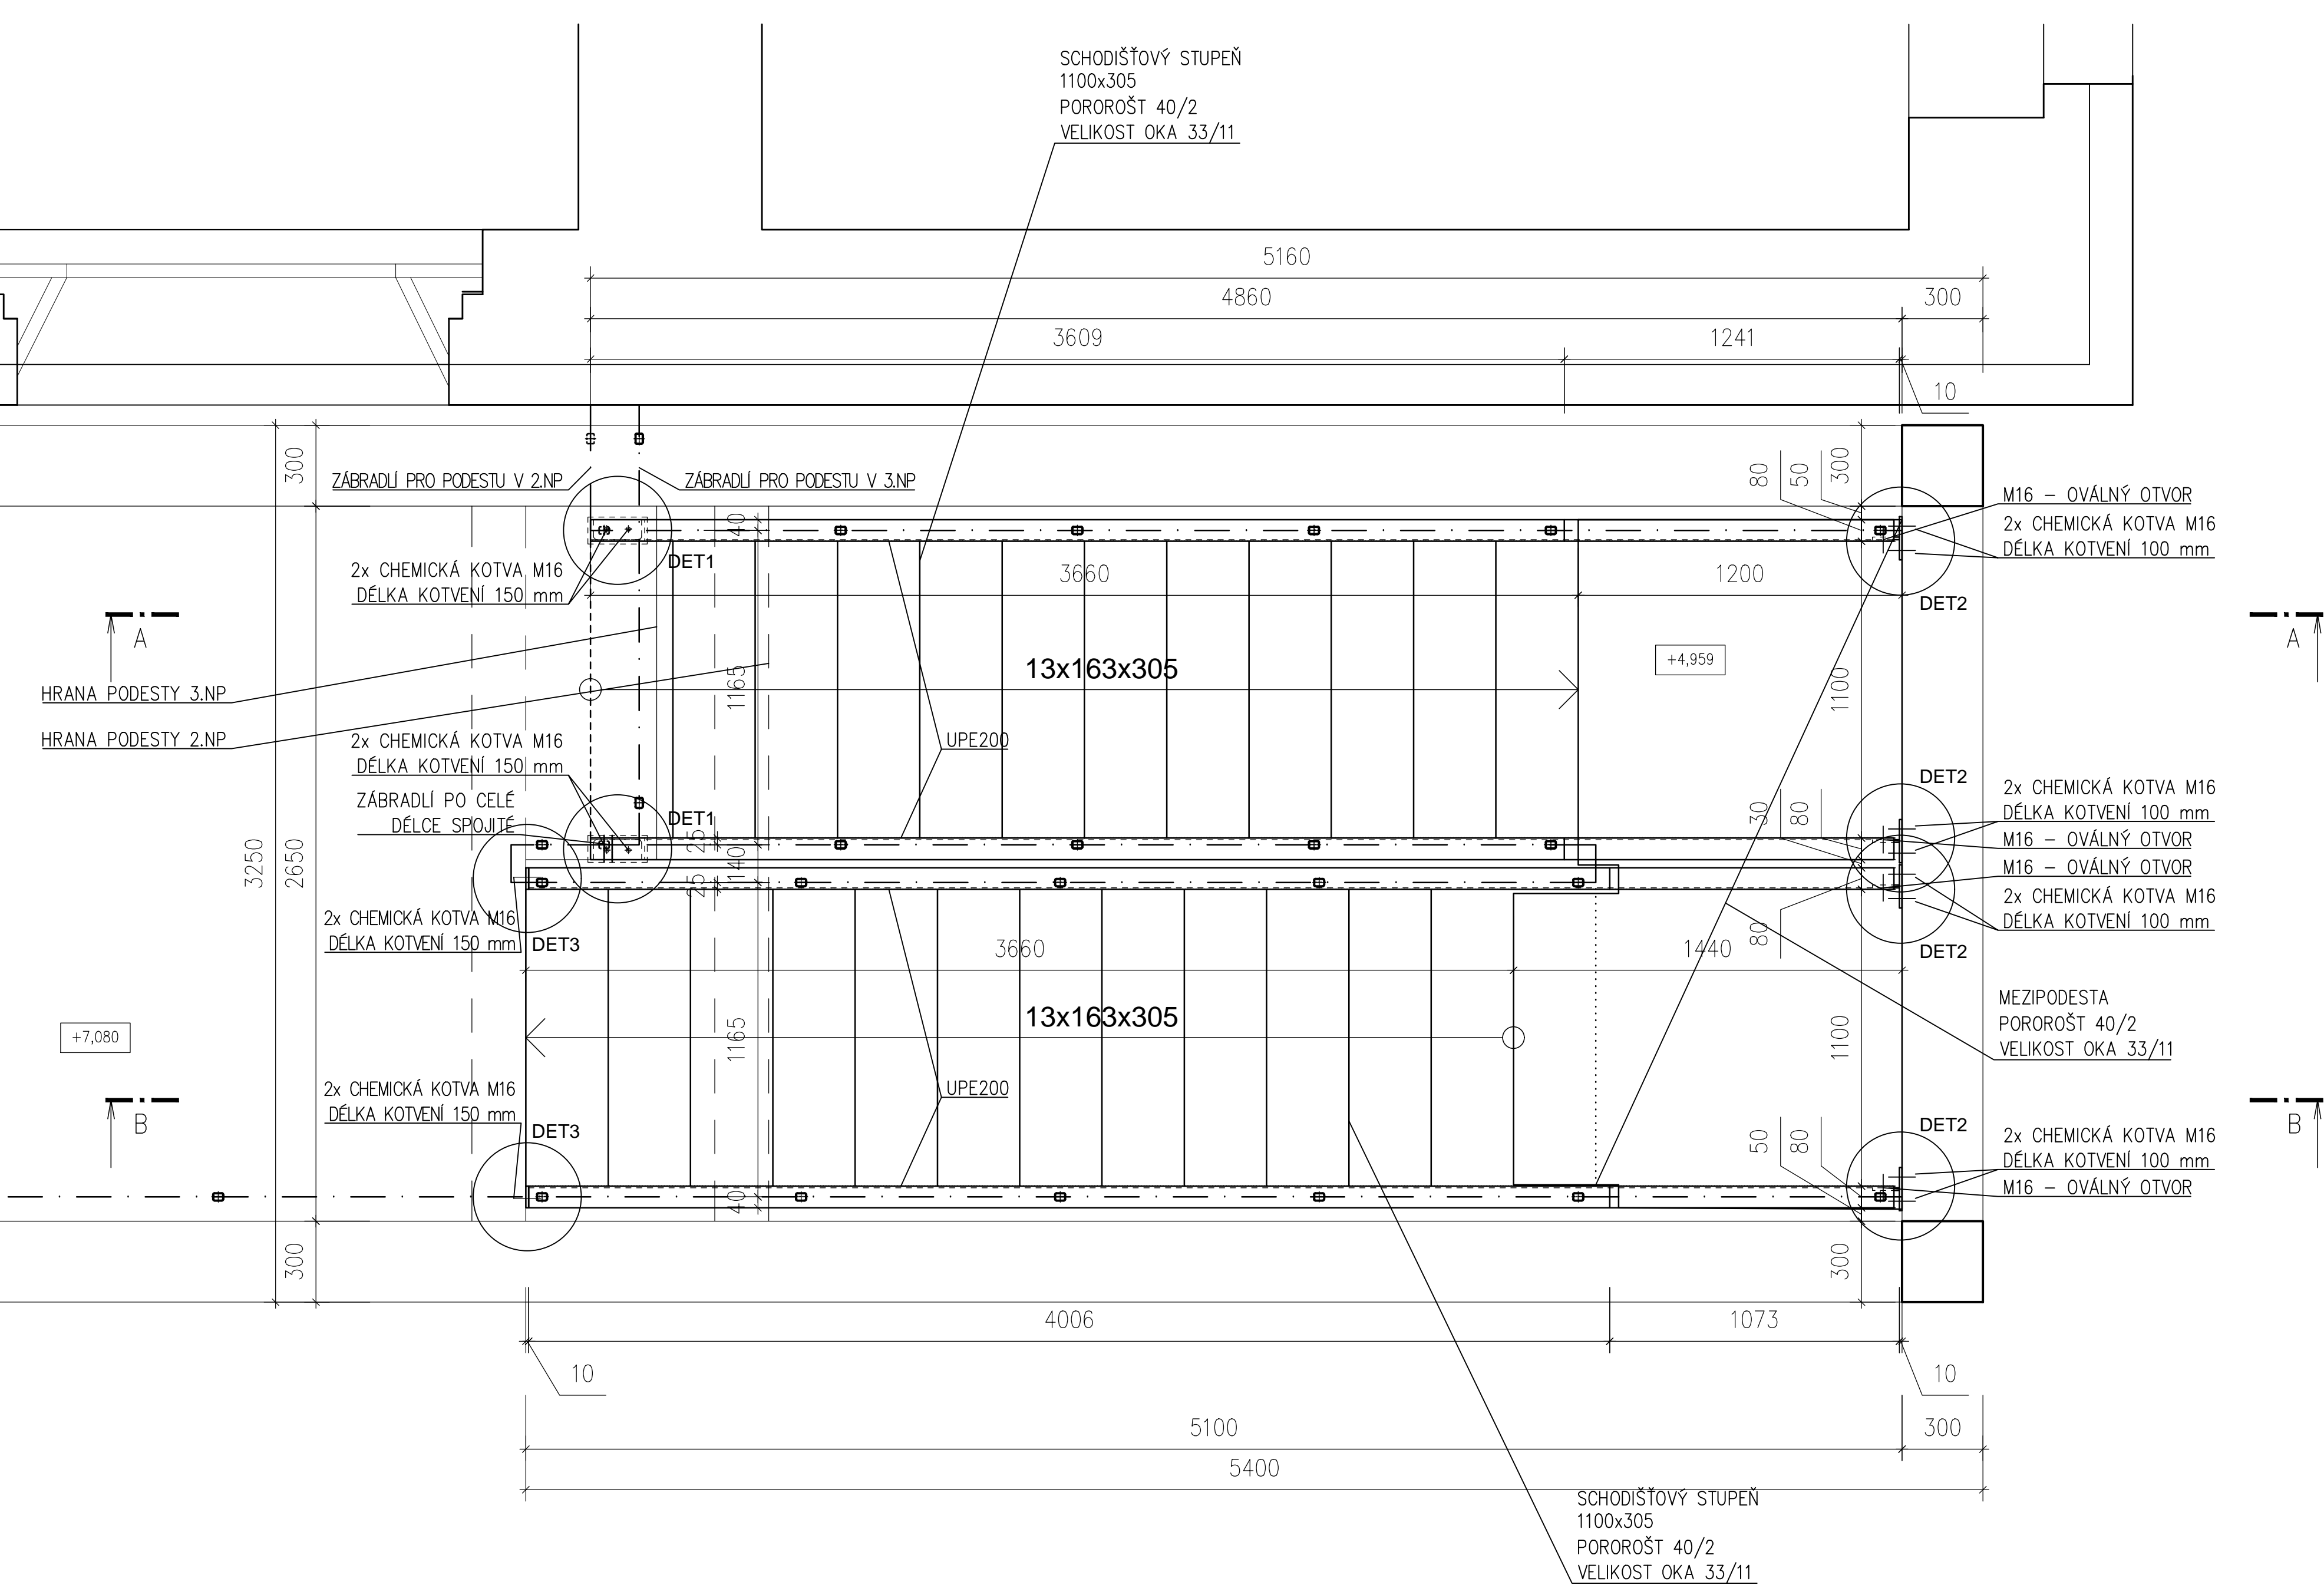 SCHODIŠŤOVÝ STUPEŇ
1100x305
POROROŠT 40/2
VELIKOST OKA 33/11
5160
4860
300
3609
1241
10
300
ZÁBRADLÍ PRO PODESTU V 2.NP
ZÁBRADLÍ PRO PODESTU V 3.NP
80
50
300
M16 – OVÁLNÝ OTVOR
2x CHEMICKÁ KOTVA M16
DÉLKA KOTVENÍ 100 mm
40
DET1
2x CHEMICKÁ KOTVA M16
DÉLKA KOTVENÍ 150 mm
3660
1200
DET2
A
A
+4,959
13x163x305
1165
1100
HRANA PODESTY 3.NP
HRANA PODESTY 2.NP
2x CHEMICKÁ KOTVA M16
DÉLKA KOTVENÍ 150 mm
UPE200
DET2
2x CHEMICKÁ KOTVA M16
DÉLKA KOTVENÍ 100 mm
ZÁBRADLÍ PO CELÉ
DÉLCE SPOJITÉ
DET1
30
80
M16 – OVÁLNÝ OTVOR
3250
2650
25
140
25
M16 – OVÁLNÝ OTVOR
2x CHEMICKÁ KOTVA M16
DÉLKA KOTVENÍ 100 mm
2x CHEMICKÁ KOTVA M16
DÉLKA KOTVENÍ 150 mm
DET3
3660
80
1440
DET2
MEZIPODESTA
POROROŠT 40/2
VELIKOST OKA 33/11
+7,080
13x163x305
1165
1100
2x CHEMICKÁ KOTVA M16
DÉLKA KOTVENÍ 150 mm
UPE200
B
B
DET3
50
80
DET2
2x CHEMICKÁ KOTVA M16
DÉLKA KOTVENÍ 100 mm
M16 – OVÁLNÝ OTVOR
40
300
300
4006
1073
10
10
5100
300
5400
SCHODIŠŤOVÝ STUPEŇ
1100x305
POROROŠT 40/2
VELIKOST OKA 33/11